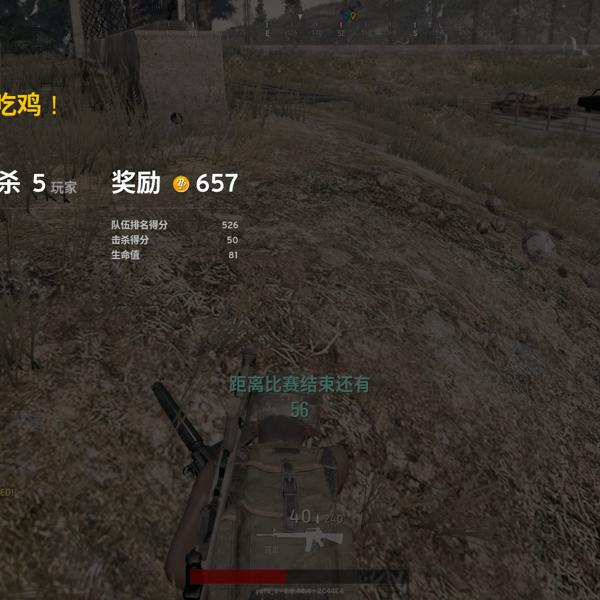 吃鸡！
杀 5 玩家
奖励 657
队伍排名得分 526
击杀得分 50
生命值 81
距离比赛结束还有
56
ED!
40 240